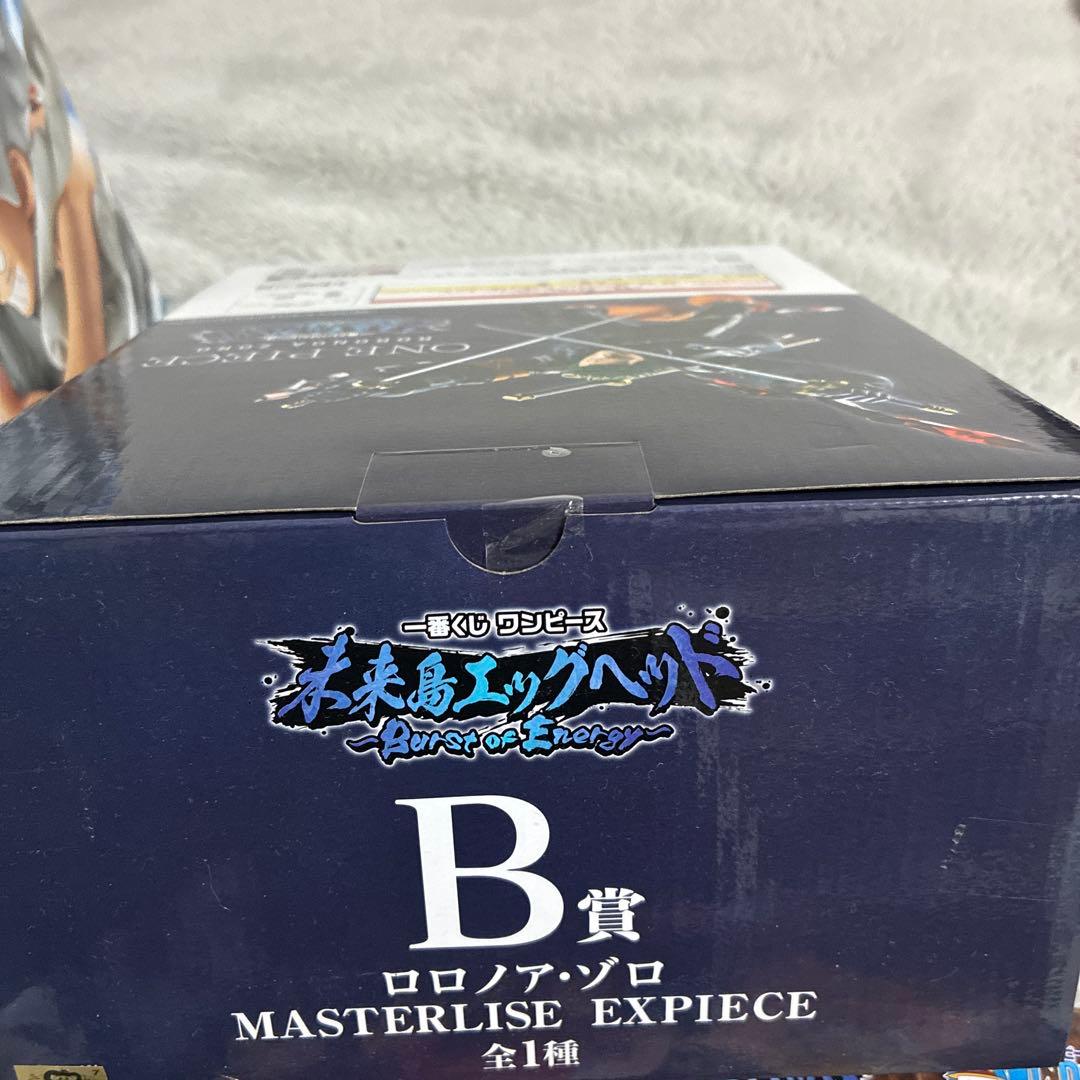 ONE PIECE
一番くじ ワンピース
未来島エッグヘッド
~Burst of Energy~
B賞
ロロノア・ゾロ
MASTERLISE EXPIECE
全1種